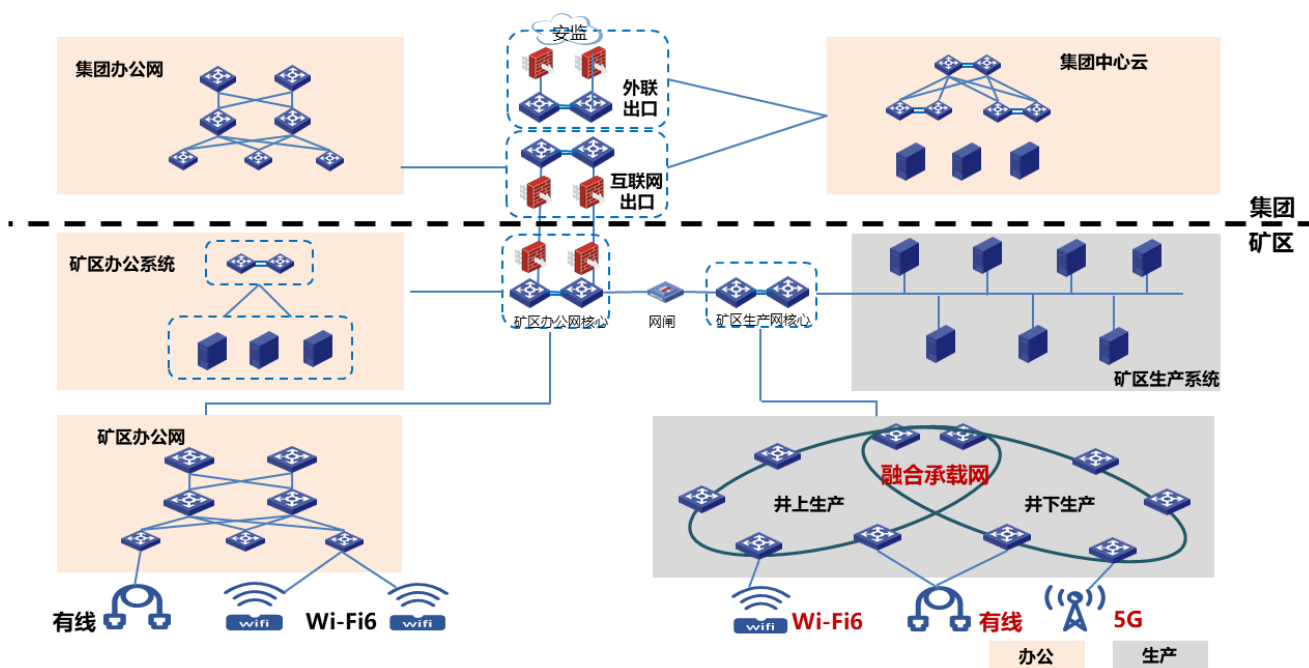 安监
集团办公网
外联
出口
集团中心云
互联网
出口
集团
矿区
矿区办公系统
矿区办公网核心
网闸
矿区生产网核心
矿区生产系统
矿区办公网
融合承载网
井上生产
井下生产
有线
wifi
Wi-Fi6
wifi
wifi
Wi-Fi6
有线
5G
办公
生产